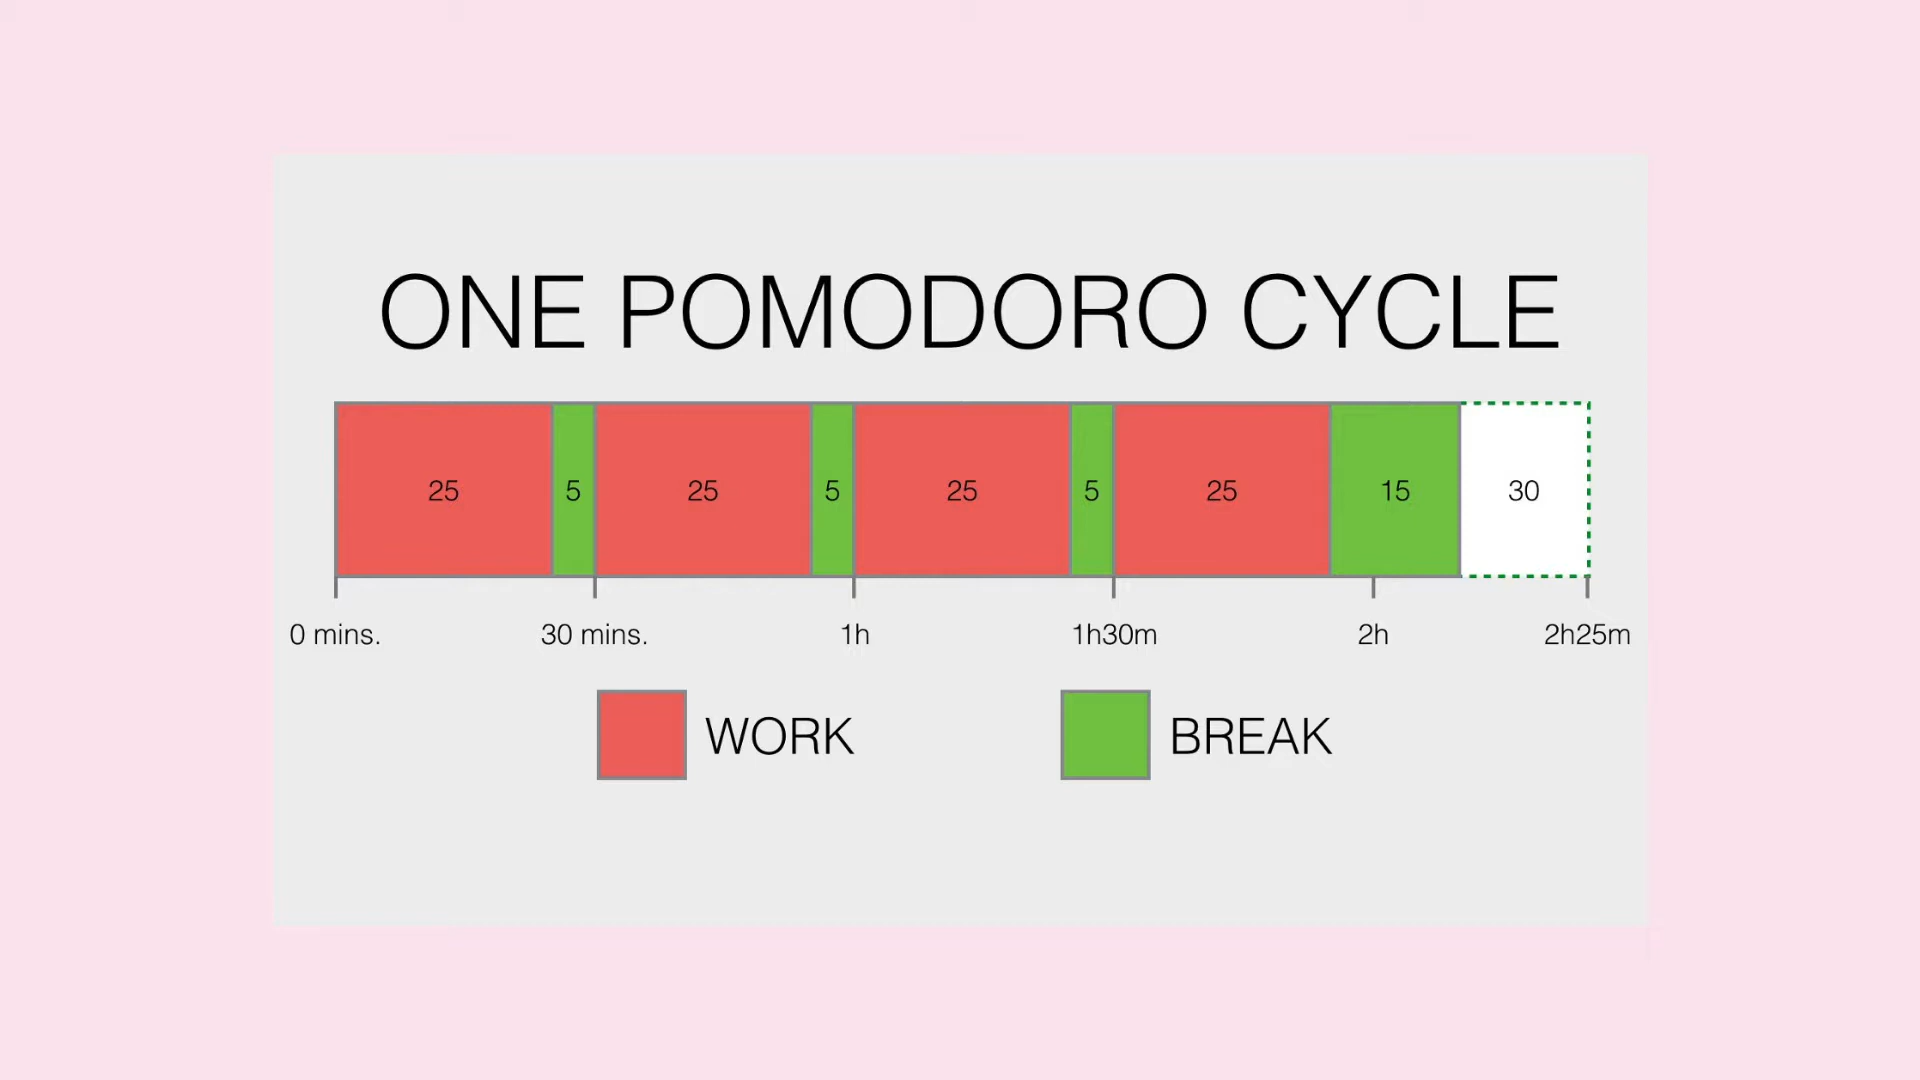 ONE POMODORO CYCLE
25 5 25 5 25 5 25 15 30
0 mins. 30 mins. 1h 1h30m 2h 2h25m
WORK BREAK